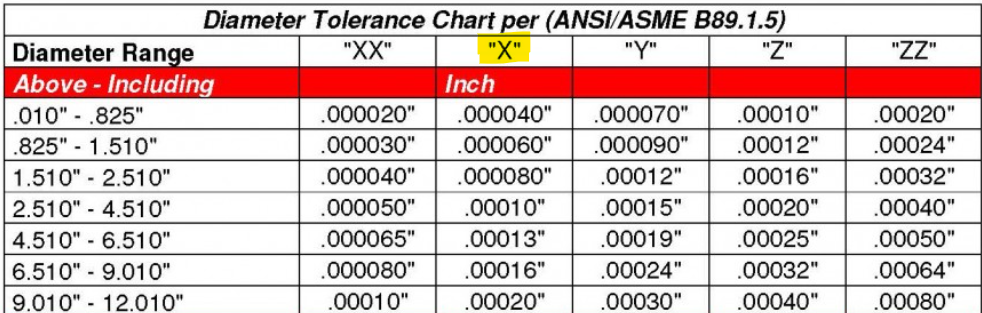 Diameter Tolerance Chart per (ANSI/ASME B89.1.5)
Diameter Range "XX" "X" "Y" "Z" "ZZ"
Above - Including Inch
.010" - .825" .000020" .000040" .000070" .00010" .00020"
.825" - 1.510" .000030" .000060" .000090" .00012" .00024"
1.510" - 2.510" .000040" .000080" .00012" .00016" .00032"
2.510" - 4.510" .000050" .00010" .00015" .00020" .00040"
4.510" - 6.510" .000065" .00013" .00019" .00025" .00050"
6.510" - 9.010" .000080" .00016" .00024" .00032" .00064"
9.010" - 12.010" .00010" .00020" .00030" .00040" .00080"